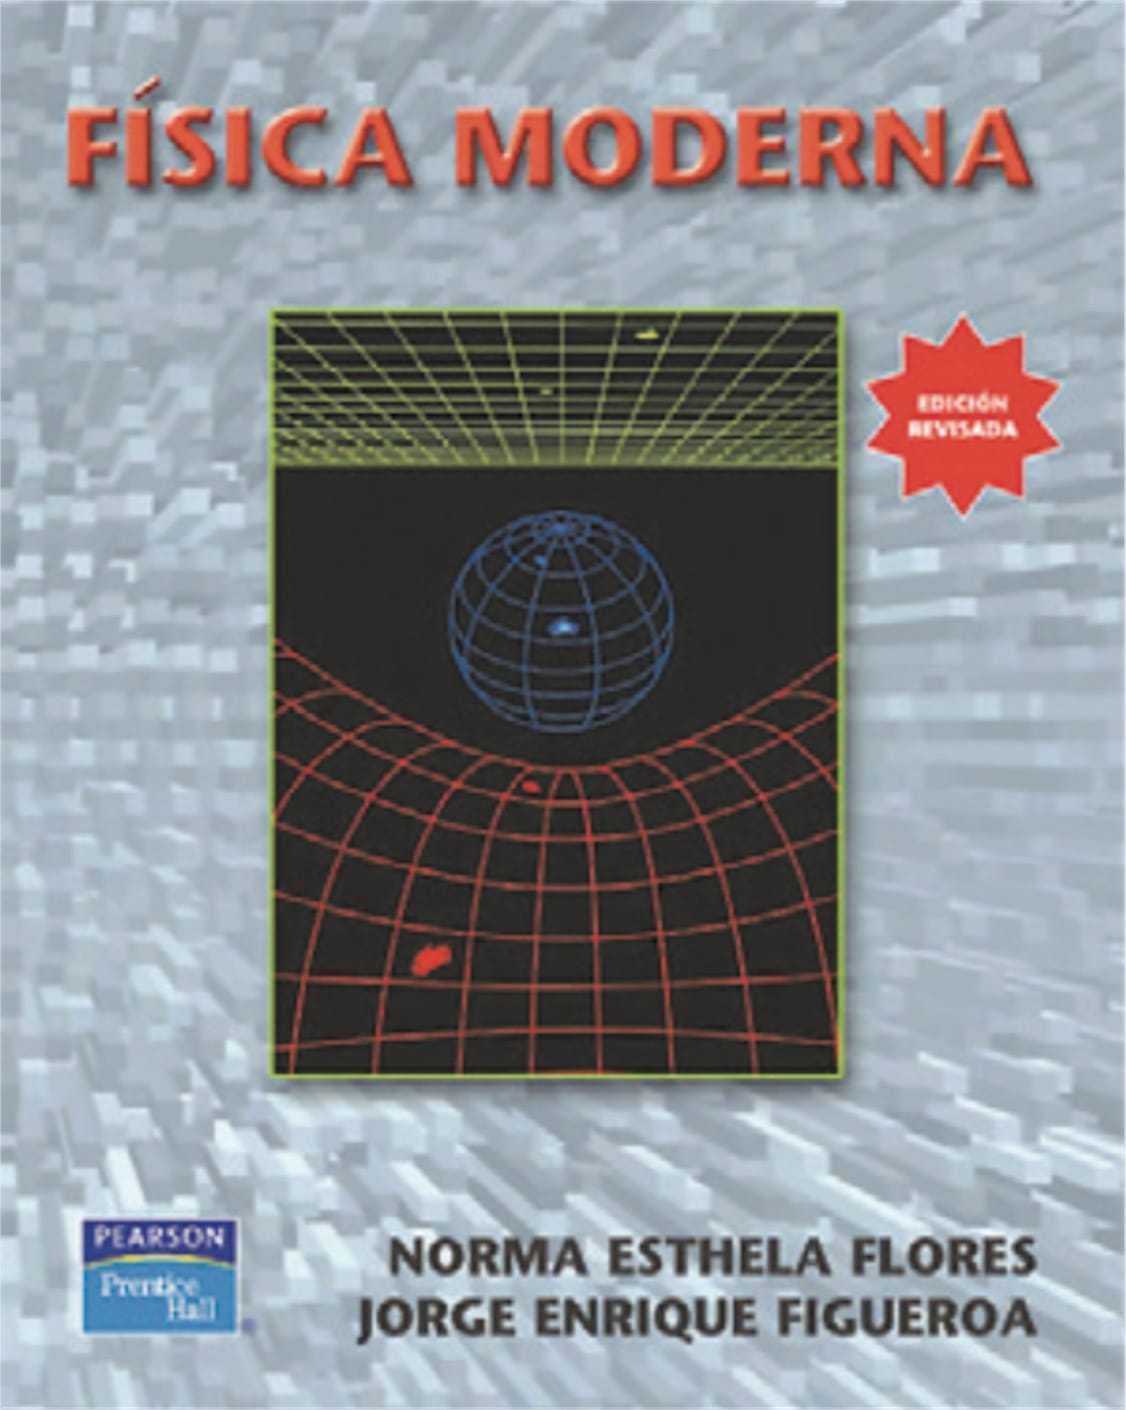 FÍSICA MODERNA
EDICIÓN
REVISADA
PEARSON
Prentice
Hall
NORMA ESTHELA FLORES
JORGE ENRIQUE FIGUEROA